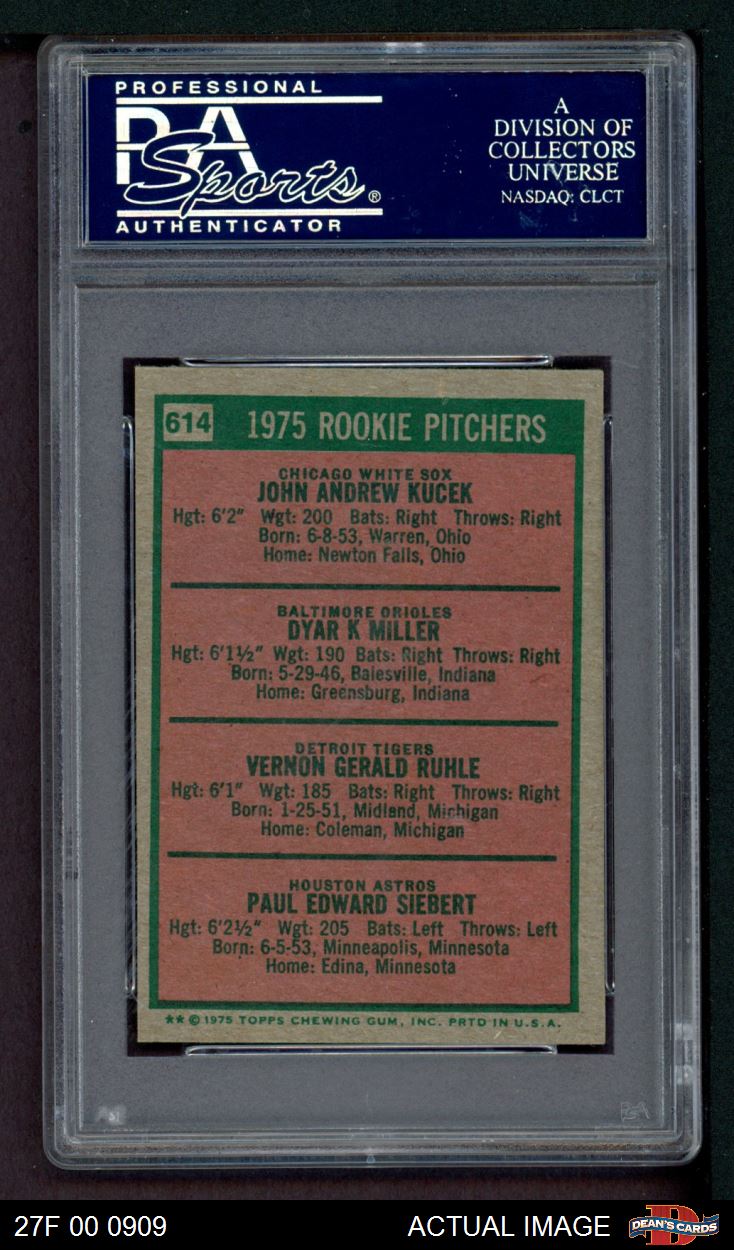 PROFESSIONAL
PSA
Sports®
AUTHENTICATOR
A
DIVISION OF
COLLECTORS
UNIVERSE
NASDAQ: CLCT
614 1975 ROOKIE PITCHERS
CHICAGO WHITE SOX
JOHN ANDREW KUCEK
Hgt: 6'2" Wgt: 200 Bats: Right Throws: Right
Born: 6-8-53, Warren, Ohio
Home: Newton Falls, Ohio
BALTIMORE ORIOLES
DYAR K MILLER
Hgt: 6'1½" Wgt: 190 Bats: Right Throws: Right
Born: 5-29-46, Balesville, Indiana
Home: Greensburg, Indiana
DETROIT TIGERS
VERNON GERALD RUHLE
Hgt: 6'1" Wgt: 185 Bats: Right Throws: Right
Born: 1-25-51, Midland, Michigan
Home: Coleman, Michigan
HOUSTON ASTROS
PAUL EDWARD SIEBERT
Hgt: 6'2½" Wgt: 205 Bats: Left Throws: Left
Born: 6-5-53, Minneapolis, Minnesota
Home: Edina, Minnesota
** © 1975 TOPPS CHEWING GUM, INC. PRTD IN U.S.A.
27F 00 0909 ACTUAL IMAGE DEAN'S CARDS